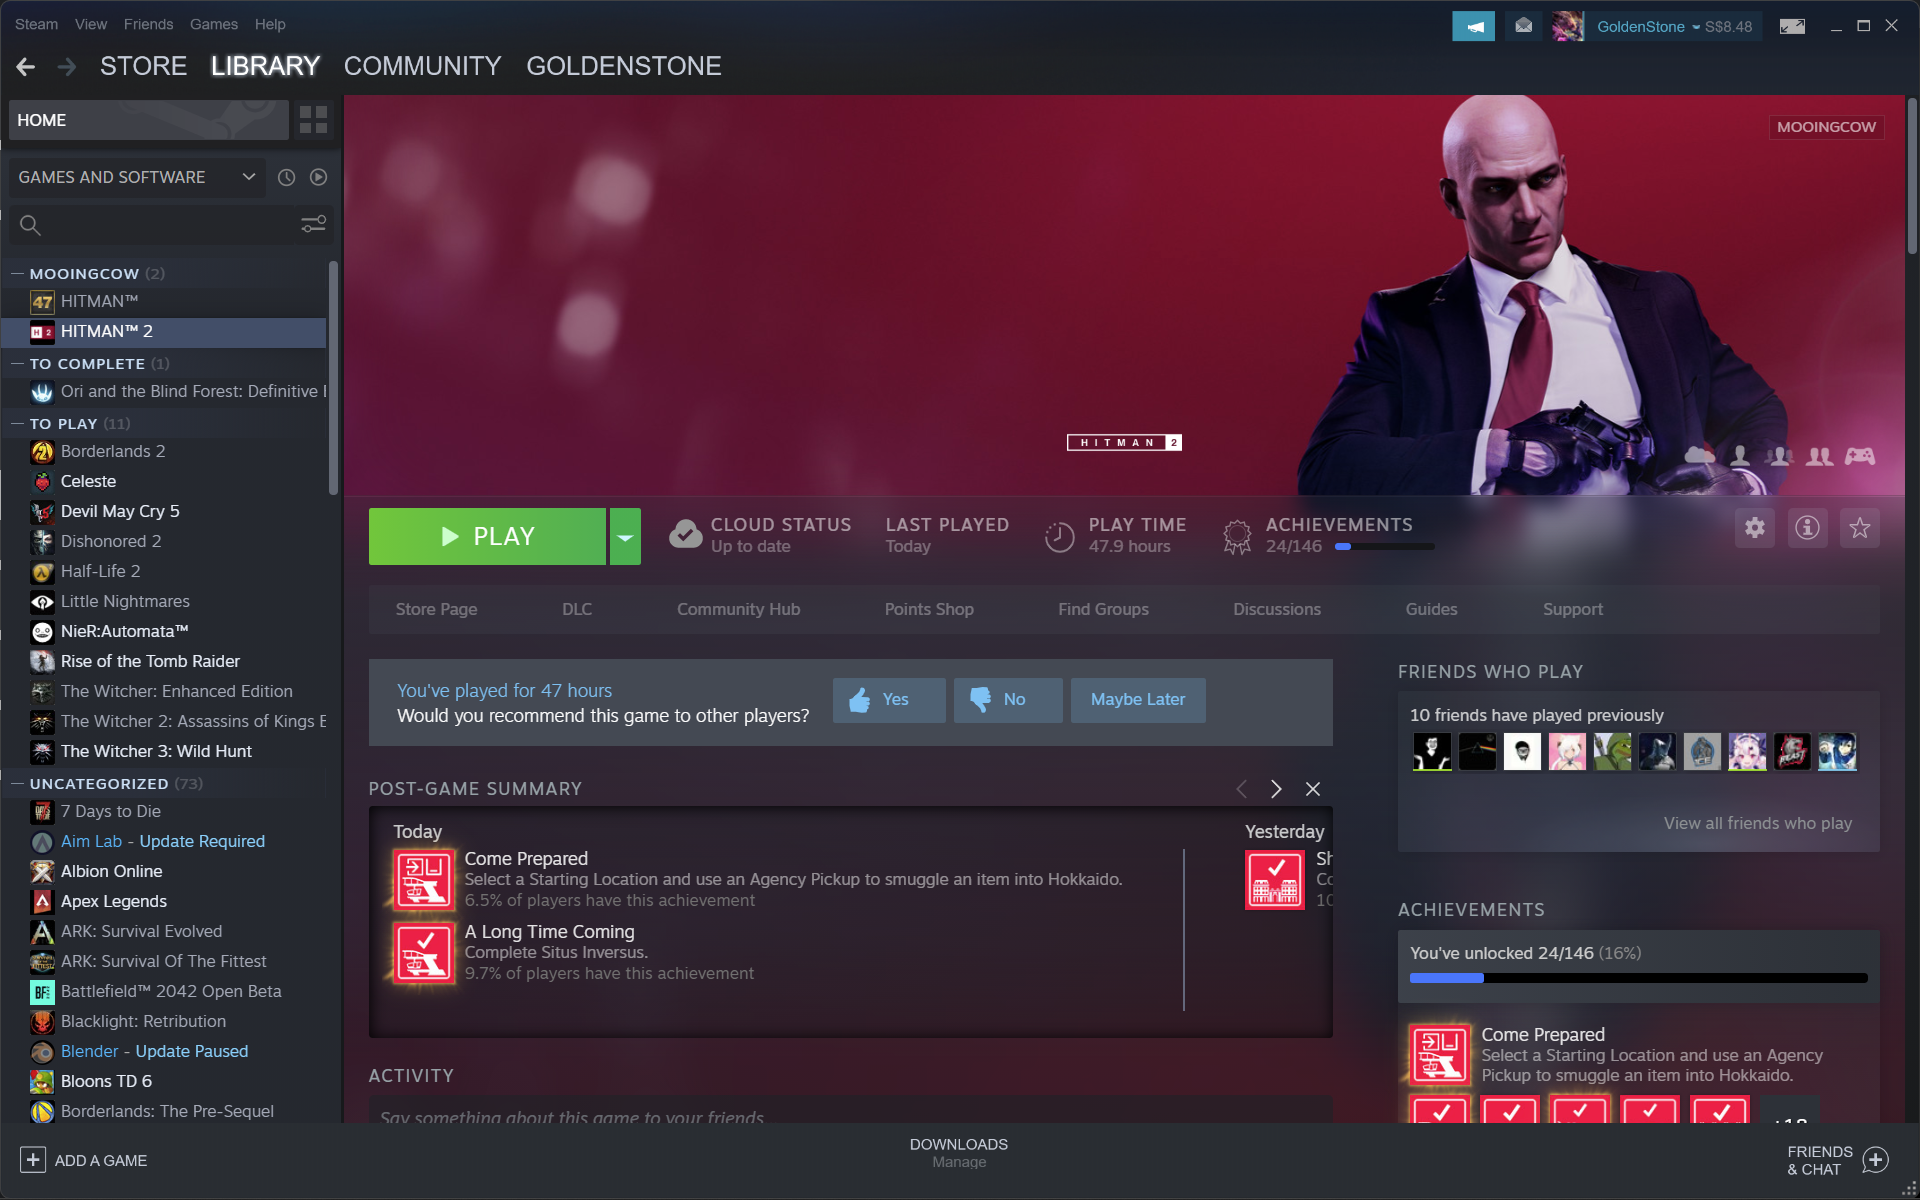 Steam View Friends Games Help
GoldenStone S$8.48
STORE LIBRARY COMMUNITY GOLDENSTONE
HOME
GAMES AND SOFTWARE
MOOINGCOW (2)
47 HITMAN™
H 2 HITMAN™ 2
TO COMPLETE (1)
Ori and the Blind Forest: Definitive
TO PLAY (11)
Borderlands 2
Celeste
Devil May Cry 5
Dishonored 2
Half-Life 2
Little Nightmares
NieR:Automata™
Rise of the Tomb Raider
The Witcher: Enhanced Edition
The Witcher 2: Assassins of Kings E
The Witcher 3: Wild Hunt
UNCATEGORIZED (73)
7 Days to Die
Aim Lab - Update Required
Albion Online
Apex Legends
ARK: Survival Evolved
ARK: Survival Of The Fittest
BF Battlefield™ 2042 Open Beta
Blacklight: Retribution
Blender - Update Paused
Bloons TD 6
Borderlands: The Pre-Sequel
MOOINGCOW
HITMAN 2
PLAY
CLOUD STATUS
Up to date
LAST PLAYED
Today
PLAY TIME
47.9 hours
ACHIEVEMENTS
24/146
Store Page DLC Community Hub Points Shop Find Groups Discussions Guides Support
You've played for 47 hours
Would you recommend this game to other players?
Yes No Maybe Later
POST-GAME SUMMARY
Today
Come Prepared
Select a Starting Location and use an Agency Pickup to smuggle an item into Hokkaido.
6.5% of players have this achievement
A Long Time Coming
Complete Situs Inversus.
9.7% of players have this achievement
Yesterday
Sh
Co
10
ACTIVITY
Say something about this game to your friends
FRIENDS WHO PLAY
10 friends have played previously
View all friends who play
ACHIEVEMENTS
You've unlocked 24/146 (16%)
Come Prepared
Select a Starting Location and use an Agency
Pickup to smuggle an item into Hokkaido.
ADD A GAME
DOWNLOADS
Manage
FRIENDS
& CHAT